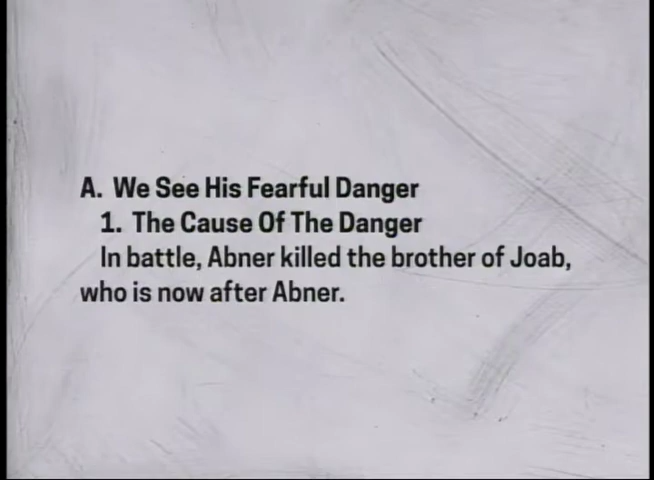 A. We See His Fearful Danger
1. The Cause Of The Danger
In battle, Abner killed the brother of Joab,
who is now after Abner.